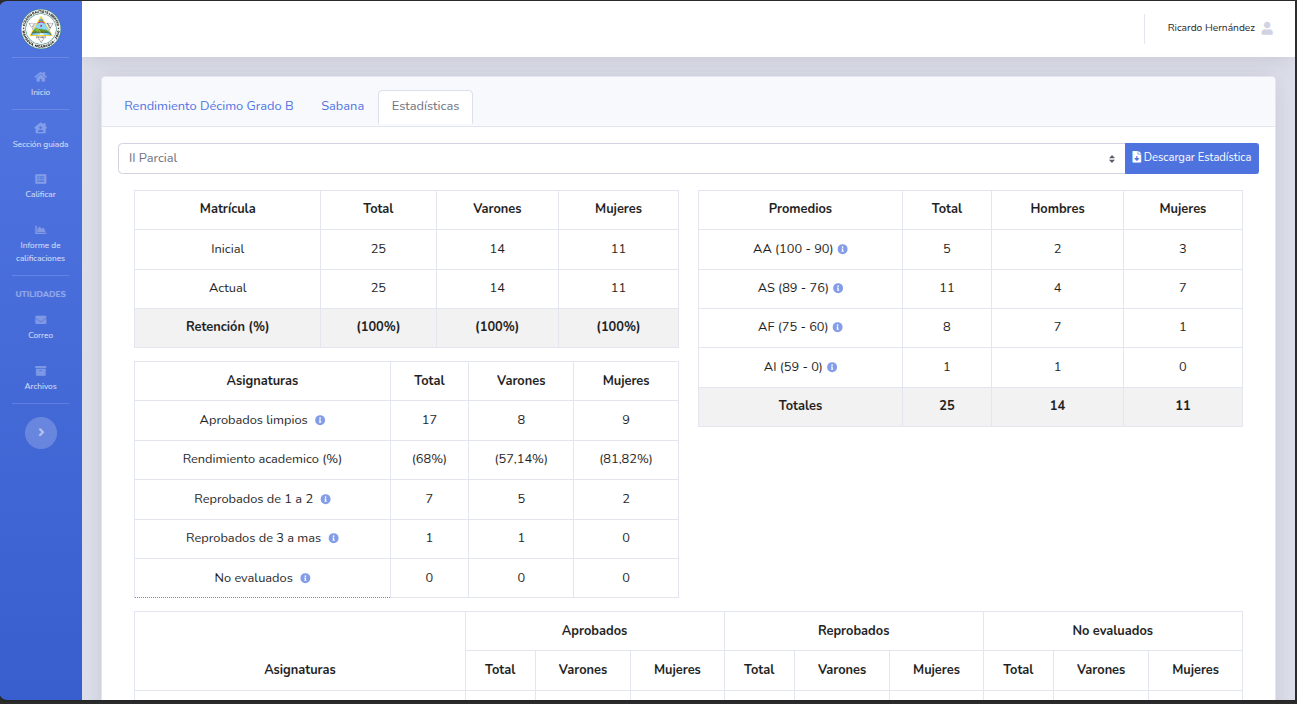 Ricardo Hernández
Inicio
Sección guiada
Calificar
Informe de
calificaciones
UTILIDADES
Correo
Archivos
Rendimiento Décimo Grado B Sabana Estadísticas
II Parcial Descargar Estadística
Matrícula Total Varones Mujeres
Inicial 25 14 11
Actual 25 14 11
Retención (%) (100%) (100%) (100%)
Promedios Total Hombres Mujeres
AA (100 - 90) 5 2 3
AS (89 - 76) 11 4 7
AF (75 - 60) 8 7 1
AI (59 - 0) 1 1 0
Totales 25 14 11
Asignaturas Total Varones Mujeres
Aprobados limpios 17 8 9
Rendimiento academico (%) (68%) (57,14%) (81,82%)
Reprobados de 1 a 2 7 5 2
Reprobados de 3 a mas 1 1 0
No evaluados 0 0 0
Aprobados Reprobados No evaluados
Asignaturas Total Varones Mujeres Total Varones Mujeres Total Varones Mujeres